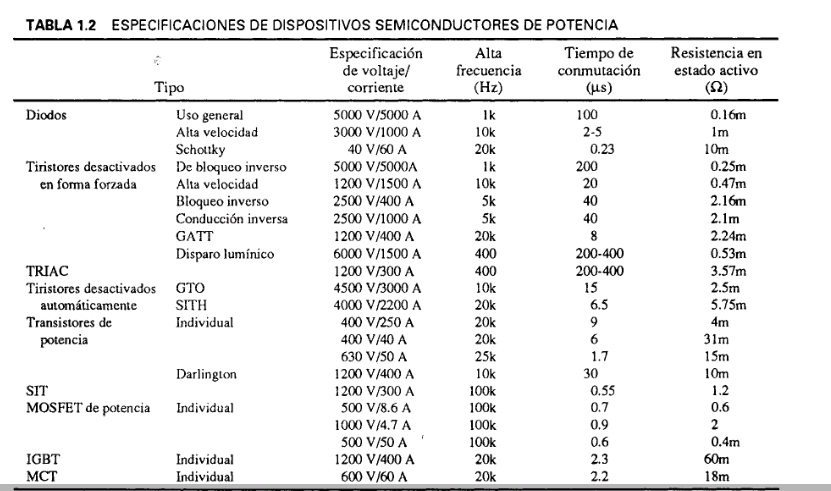 TABLA 1.2 ESPECIFICACIONES DE DISPOSITIVOS SEMICONDUCTORES DE POTENCIA
Especificación Alta Tiempo de Resistencia en
de voltaje/ frecuencia conmutación estado activo
Tipo corriente (Hz) (μs) (Ω)
Diodos Uso general 5000 V/5000 A 1k 100 0.16m
Alta velocidad 3000 V/1000 A 10k 2-5 1m
Schottky 40 V/60 A 20k 0.23 10m
Tiristores desactivados De bloqueo inverso 5000 V/5000A 1k 200 0.25m
en forma forzada Alta velocidad 1200 V/1500 A 10k 20 0.47m
Bloqueo inverso 2500 V/400 A 5k 40 2.16m
Conducción inversa 2500 V/1000 A 5k 40 2.1m
GATT 1200 V/400 A 20k 8 2.24m
Disparo lumínico 6000 V/1500 A 400 200-400 0.53m
TRIAC 1200 V/300 A 400 200-400 3.57m
Tiristores desactivados GTO 4500 V/3000 A 10k 15 2.5m
automáticamente SITH 4000 V/2200 A 20k 6.5 5.75m
Transistores de Individual 400 V/250 A 20k 9 4m
potencia 400 V/40 A 20k 6 31m
630 V/50 A 25k 1.7 15m
Darlington 1200 V/400 A 10k 30 10m
SIT 1200 V/300 A 100k 0.55 1.2
MOSFET de potencia Individual 500 V/8.6 A 100k 0.7 0.6
1000 V/4.7 A 100k 0.9 2
500 V/50 A 100k 0.6 0.4m
IGBT Individual 1200 V/400 A 20k 2.3 60m
MCT Individual 600 V/60 A 20k 2.2 18m